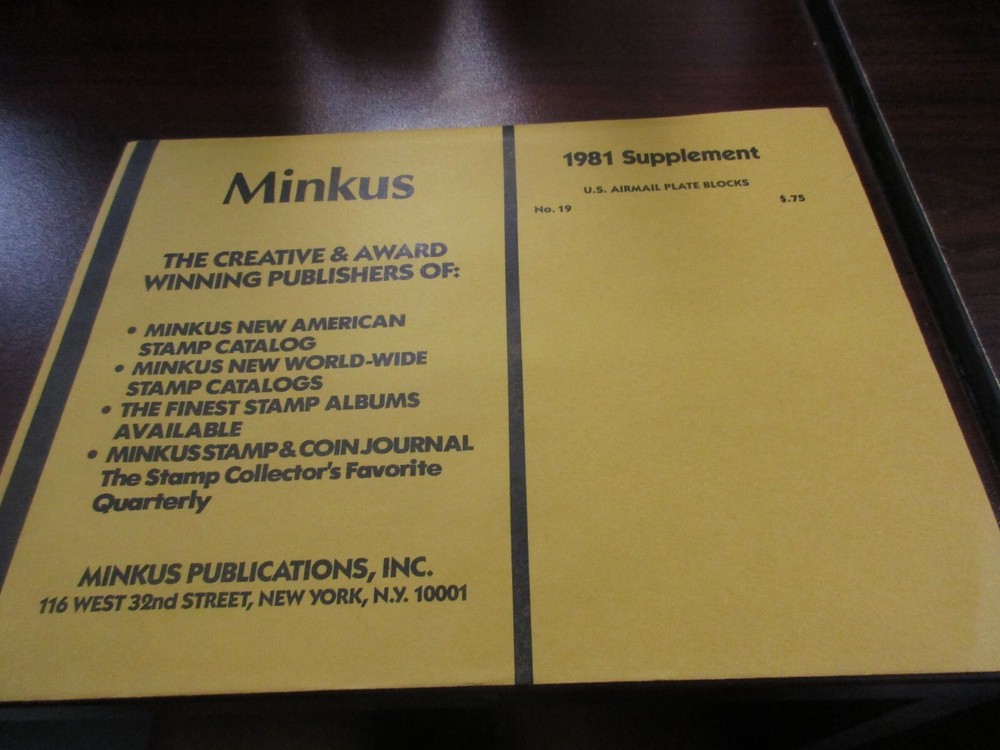 Minkus
THE CREATIVE & AWARD
WINNING PUBLISHERS OF:
• MINKUS NEW AMERICAN
STAMP CATALOG
• MINKUS NEW WORLD-WIDE
STAMP CATALOGS
• THE FINEST STAMP ALBUMS
AVAILABLE
• MINKUS STAMP & COIN JOURNAL
The Stamp Collector's Favorite
Quarterly
MINKUS PUBLICATIONS, INC.
116 WEST 32nd STREET, NEW YORK, N.Y. 10001
1981 Supplement
U.S. AIRMAIL PLATE BLOCKS
No. 19 $.75